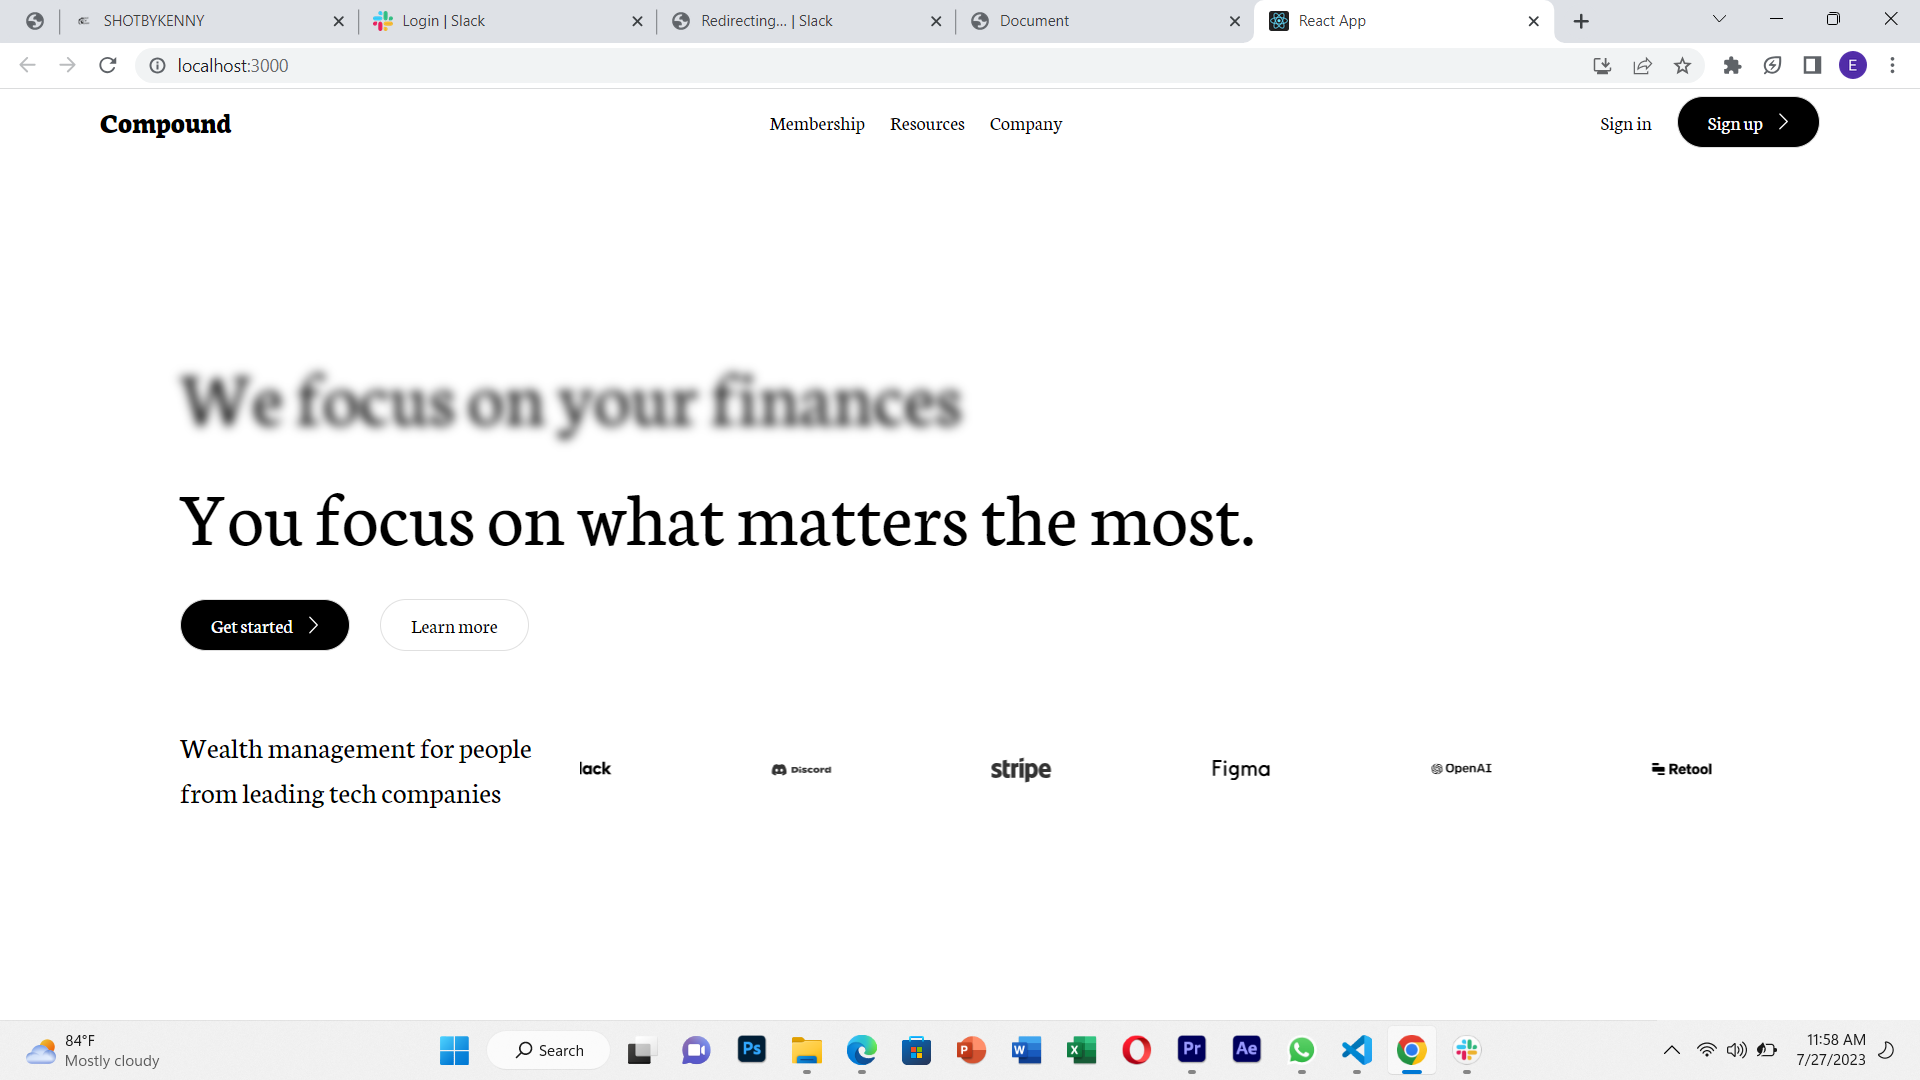 SHOTBYKENNY
Login | Slack
Redirecting... | Slack
Document
React App
localhost:3000
E
Compound
Membership
Resources
Company
Sign in
Sign up
We focus on your finances
You focus on what matters the most.
Get started
Learn more
Wealth management for people
from leading tech companies
lack
Discord
stripe
Figma
OpenAI
Retool
84°F
Mostly cloudy
Search
Ps
P
W
X
Pr
Ae
11:58 AM
7/27/2023